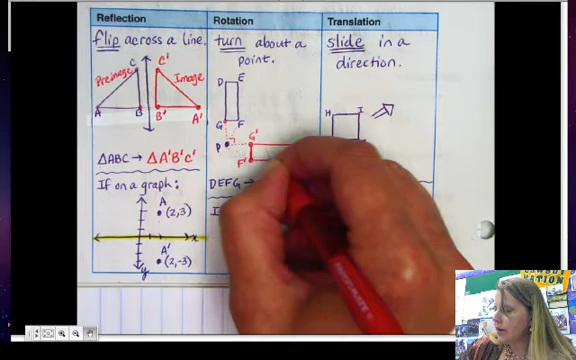 Reflection
flip across a line.
Preimage
Image
C
C'
A
B
B'
A'
ΔABC → ΔA'B'C'
If on a graph:
A
(2,3)
x
A'
(2,-3)
y
Rotation
turn about a
point.
D
E
G
F
P
G'
F'
DEFG →
I
Translation
slide in a
direction.
H
I